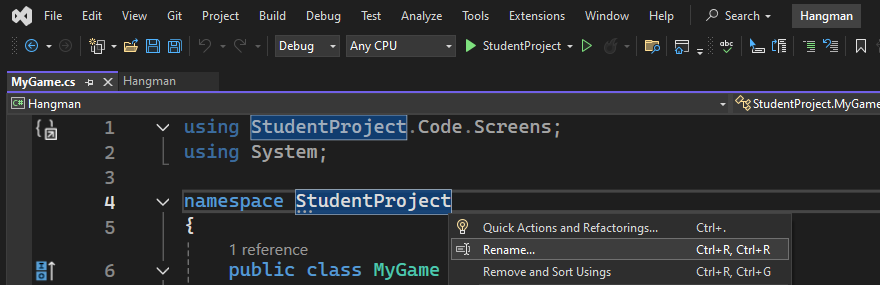 File Edit View Git Project Build Debug Test Analyze Tools Extensions Window Help Search Hangman
Debug Any CPU StudentProject
MyGame.cs Hangman
C# Hangman StudentProject.MyGame
1 using StudentProject.Code.Screens;
2 using System;
3
4 namespace StudentProject
5 {
1 reference
6 public class MyGame
Quick Actions and Refactorings... Ctrl+.
Rename... Ctrl+R, Ctrl+R
Remove and Sort Usings Ctrl+R, Ctrl+G